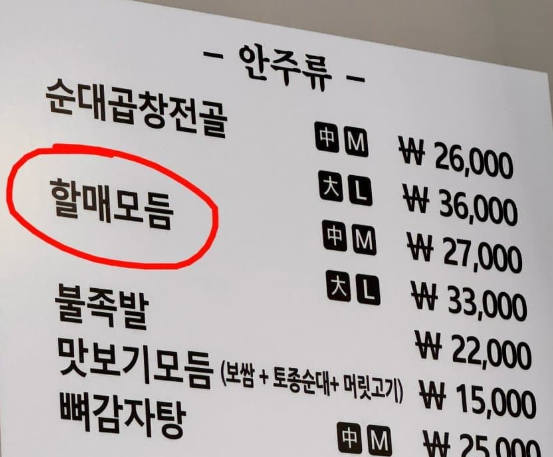 - 안주류 -
순대곱창전골 中 M ₩ 26,000
大 L ₩ 36,000
할매모듬 中 M ₩ 27,000
大 L ₩ 33,000
불족발 ₩ 22,000
맛보기모듬 (보쌈 + 토종순대+ 머릿고기) ₩ 15,000
뼈감자탕 中 M ₩ 25,000